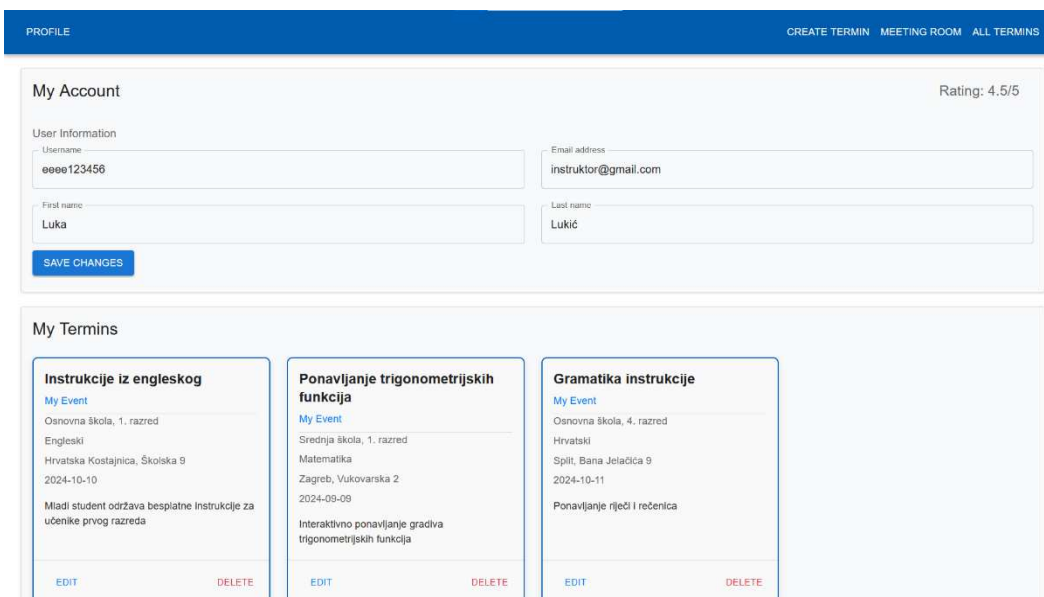 PROFILE CREATE TERMIN MEETING ROOM ALL TERMINS
My Account Rating: 4.5/5
User Information
Username
eeee123456
Email address
instruktor@gmail.com
First name
Luka
Last name
Lukić
SAVE CHANGES
My Termins
Instrukcije iz engleskog
My Event
Osnovna škola, 1. razred
Engleski
Hrvatska Kostajnica, Školska 9
2024-10-10
Mladi student održava besplatne instrukcije za
učenike prvog razreda
EDIT DELETE
Ponavljanje trigonometrijskih
funkcija
My Event
Srednja škola, 1. razred
Matematika
Zagreb, Vukovarska 2
2024-09-09
Interaktivno ponavljanje gradiva
trigonometrijskih funkcija
EDIT DELETE
Gramatika instrukcije
My Event
Osnovna škola, 4. razred
Hrvatski
Split, Bana Jelačića 9
2024-10-11
Ponavljanje riječi i rečenica
EDIT DELETE